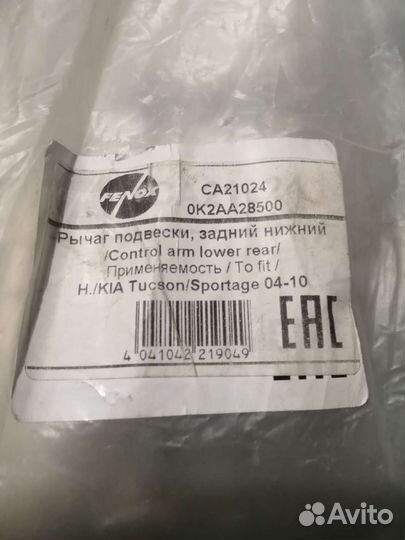 FENOX
CA21024
0K2AA28500
Рычаг подвески, задний нижний
/Control arm lower rear/
Применяемость / To fit /
H./KIA Tucson/Sportage 04-10
EAC
4 041042 219049
Avito